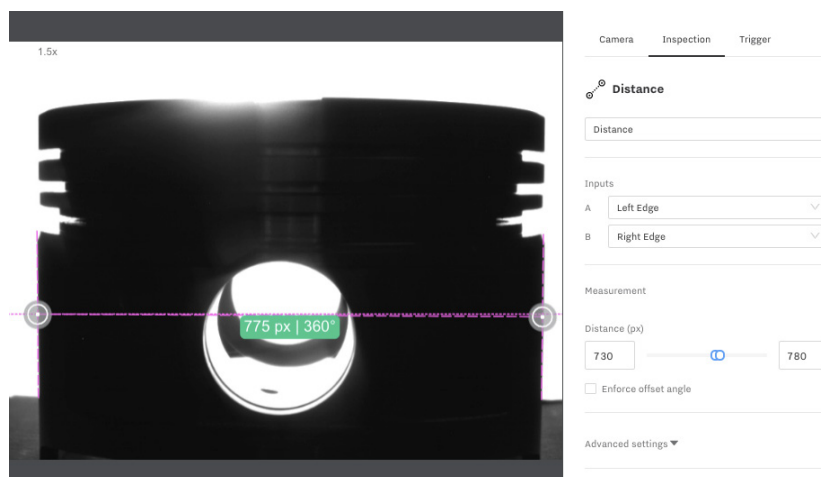 1.5x
775 px | 360°
Camera Inspection Trigger
Distance
Distance
Inputs
A Left Edge
B Right Edge
Measurement
Distance (px)
730 780
Enforce offset angle
Advanced settings